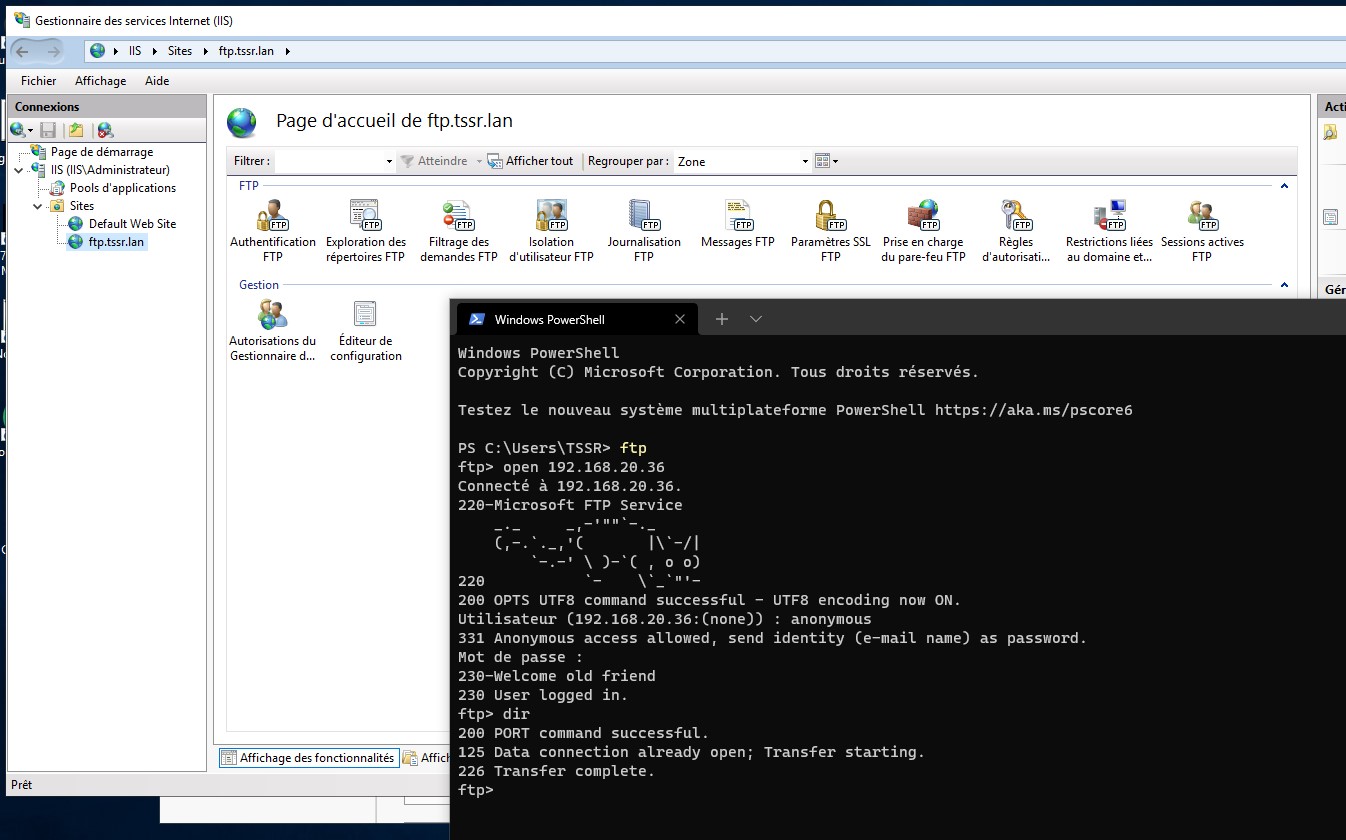 Gestionnaire des services Internet (IIS)
IIS
Sites
ftp.tssr.lan
Fichier
Affichage
Aide
Connexions
Page de démarrage
IIS (IIS\Administrateur)
Pools d'applications
Sites
Default Web Site
ftp.tssr.lan
Page d'accueil de ftp.tssr.lan
Filtrer :
Atteindre
Afficher tout
Regrouper par :
Zone
FTP
Authentification
FTP
Exploration des
répertoires FTP
Filtrage des
demandes FTP
Isolation
d'utilisateur FTP
Journalisation
FTP
Messages FTP
Paramètres SSL
FTP
Prise en charge
du pare-feu FTP
Règles
d'autorisati...
Restrictions liées
au domaine et...
Sessions actives
FTP
Gestion
Autorisations du
Gestionnaire d...
Éditeur de
configuration
Affichage des fonctionnalités
Affich
Prêt
Acti
Gér
Windows PowerShell
Windows PowerShell
Copyright (C) Microsoft Corporation. Tous droits réservés.
Testez le nouveau système multiplateforme PowerShell https://aka.ms/pscore6
PS C:\Users\TSSR> ftp
ftp> open 192.168.20.36
Connecté à 192.168.20.36.
220-Microsoft FTP Service
    _._     _,-'""`-._
    (,-.`._,'(       |\`-/|
        `-.-' \ )-`( , o o)
220           `-    \`_`"'-
200 OPTS UTF8 command successful - UTF8 encoding now ON.
Utilisateur (192.168.20.36:(none)) : anonymous
331 Anonymous access allowed, send identity (e-mail name) as password.
Mot de passe :
230-Welcome old friend
230 User logged in.
ftp> dir
200 PORT command successful.
125 Data connection already open; Transfer starting.
226 Transfer complete.
ftp>